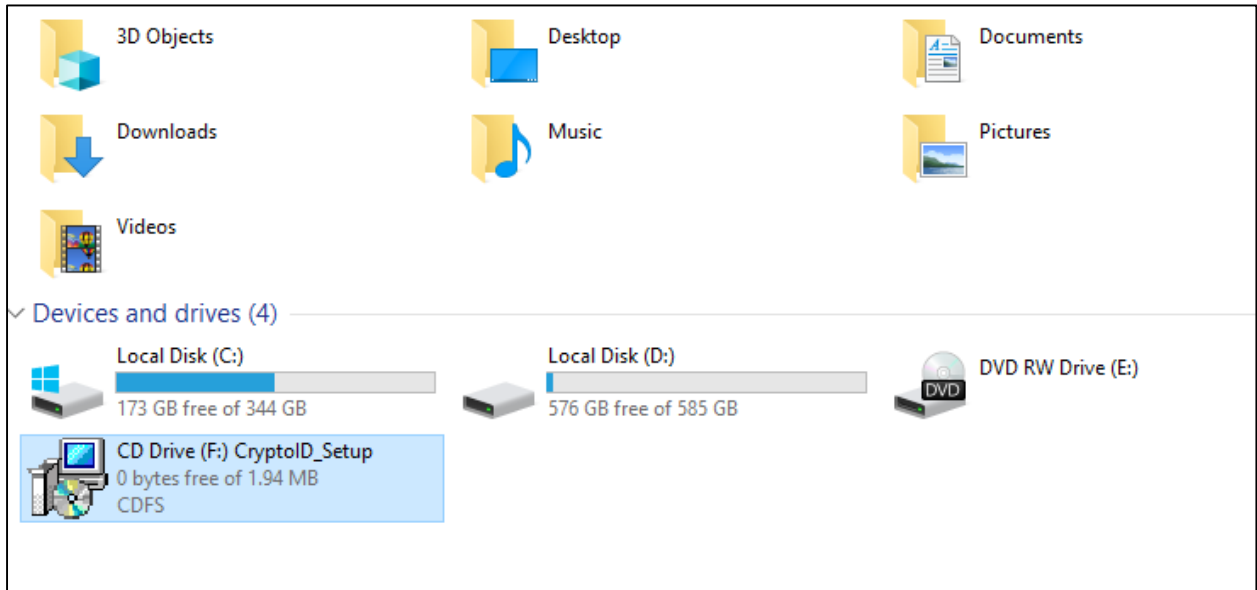 3D Objects
Desktop
Documents
Downloads
Music
Pictures
Videos
Devices and drives (4)
Local Disk (C:)
173 GB free of 344 GB
Local Disk (D:)
576 GB free of 585 GB
DVD RW Drive (E:)
DVD
CD Drive (F:) CryptoID_Setup
0 bytes free of 1.94 MB
CDFS